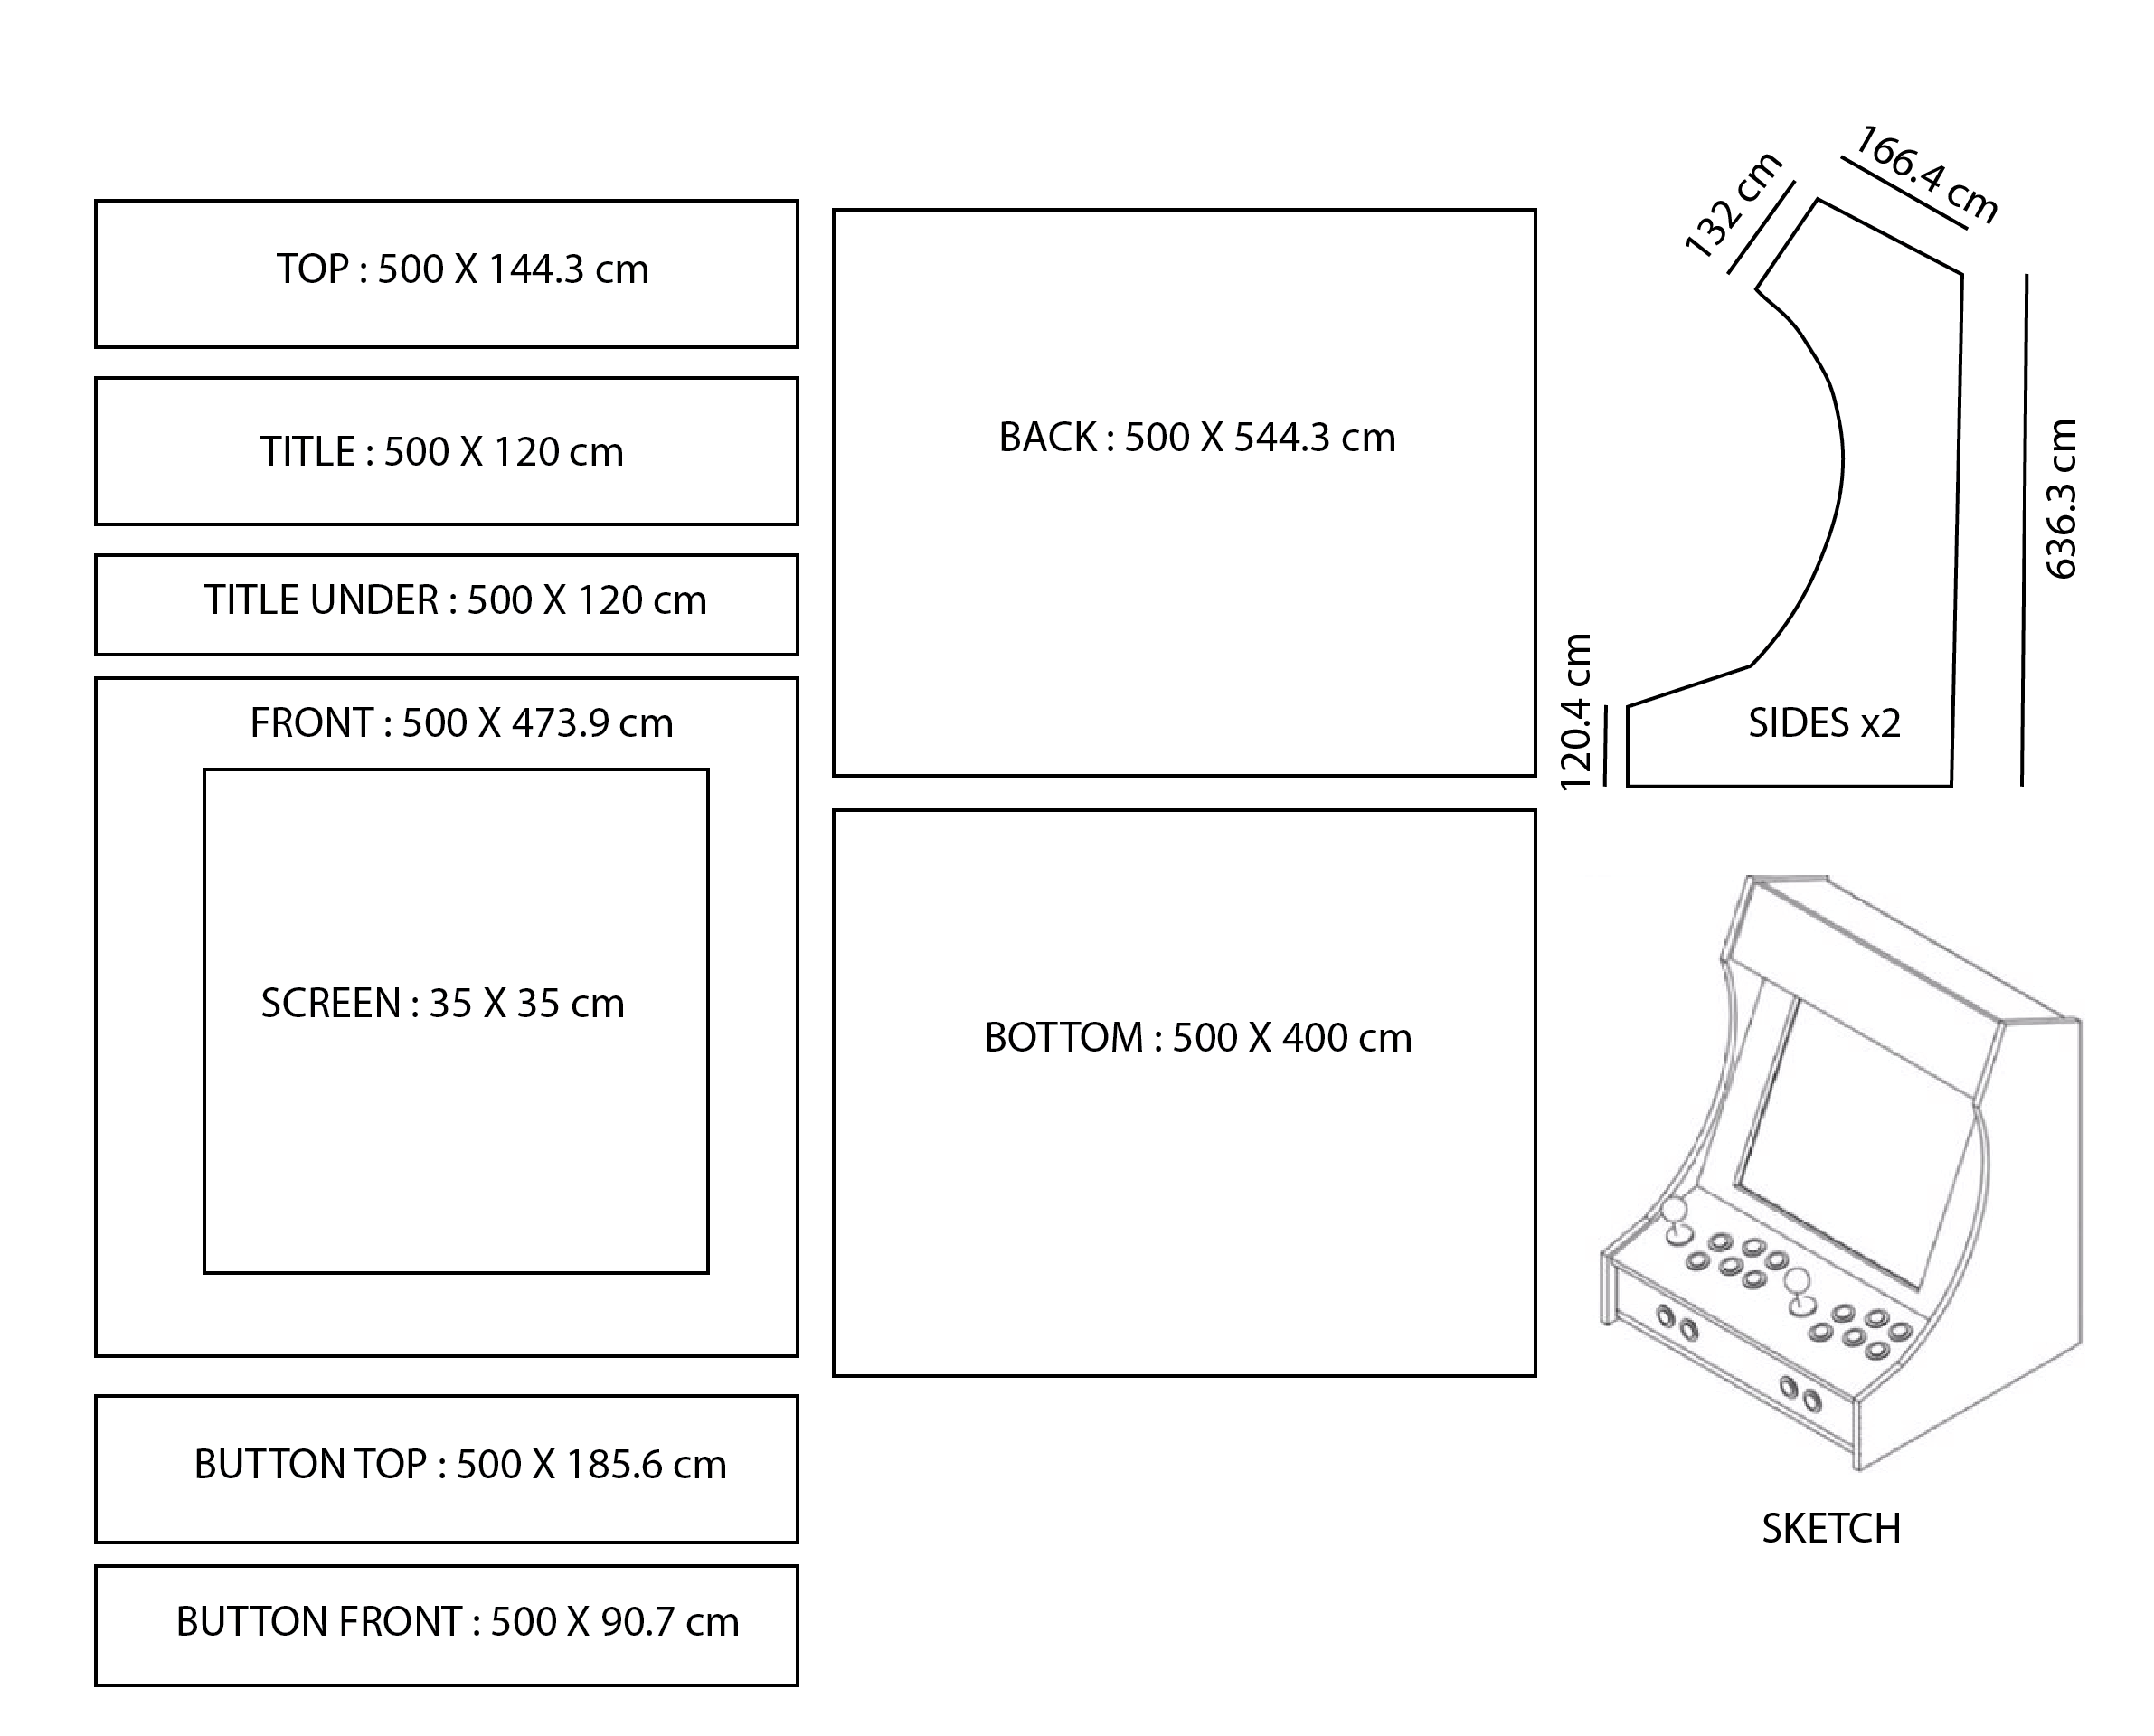 TOP : 500 X 144.3 cm
TITLE : 500 X 120 cm
TITLE UNDER : 500 X 120 cm
FRONT : 500 X 473.9 cm
SCREEN : 35 X 35 cm
BUTTON TOP : 500 X 185.6 cm
BUTTON FRONT : 500 X 90.7 cm
BACK : 500 X 544.3 cm
BOTTOM : 500 X 400 cm
132 cm
166.4 cm
636.3 cm
120.4 cm
SIDES x2
SKETCH